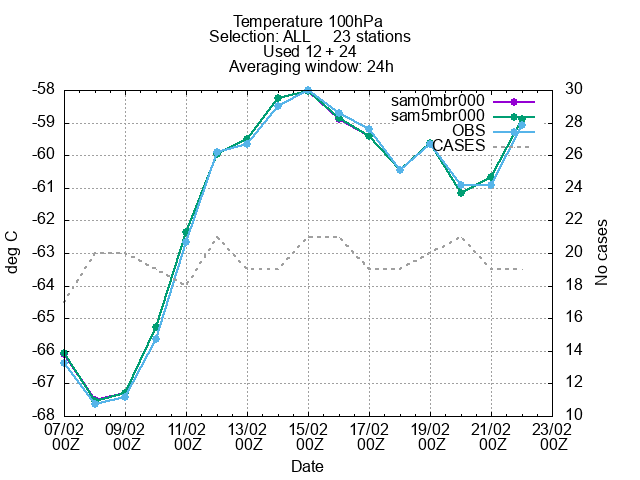 Temperature 100hPa
Selection: ALL 23 stations
Used 12 + 24
Averaging window: 24h
-58
-59
-60
-61
-62
-63
-64
-65
-66
-67
-68
deg C
30
28
26
24
22
20
18
16
14
12
10
No cases
sam0mbr000
sam5mbr000
OBS
CASES
07/02 09/02 11/02 13/02 15/02 17/02 19/02 21/02 23/02
00Z 00Z 00Z 00Z 00Z 00Z 00Z 00Z 00Z
Date